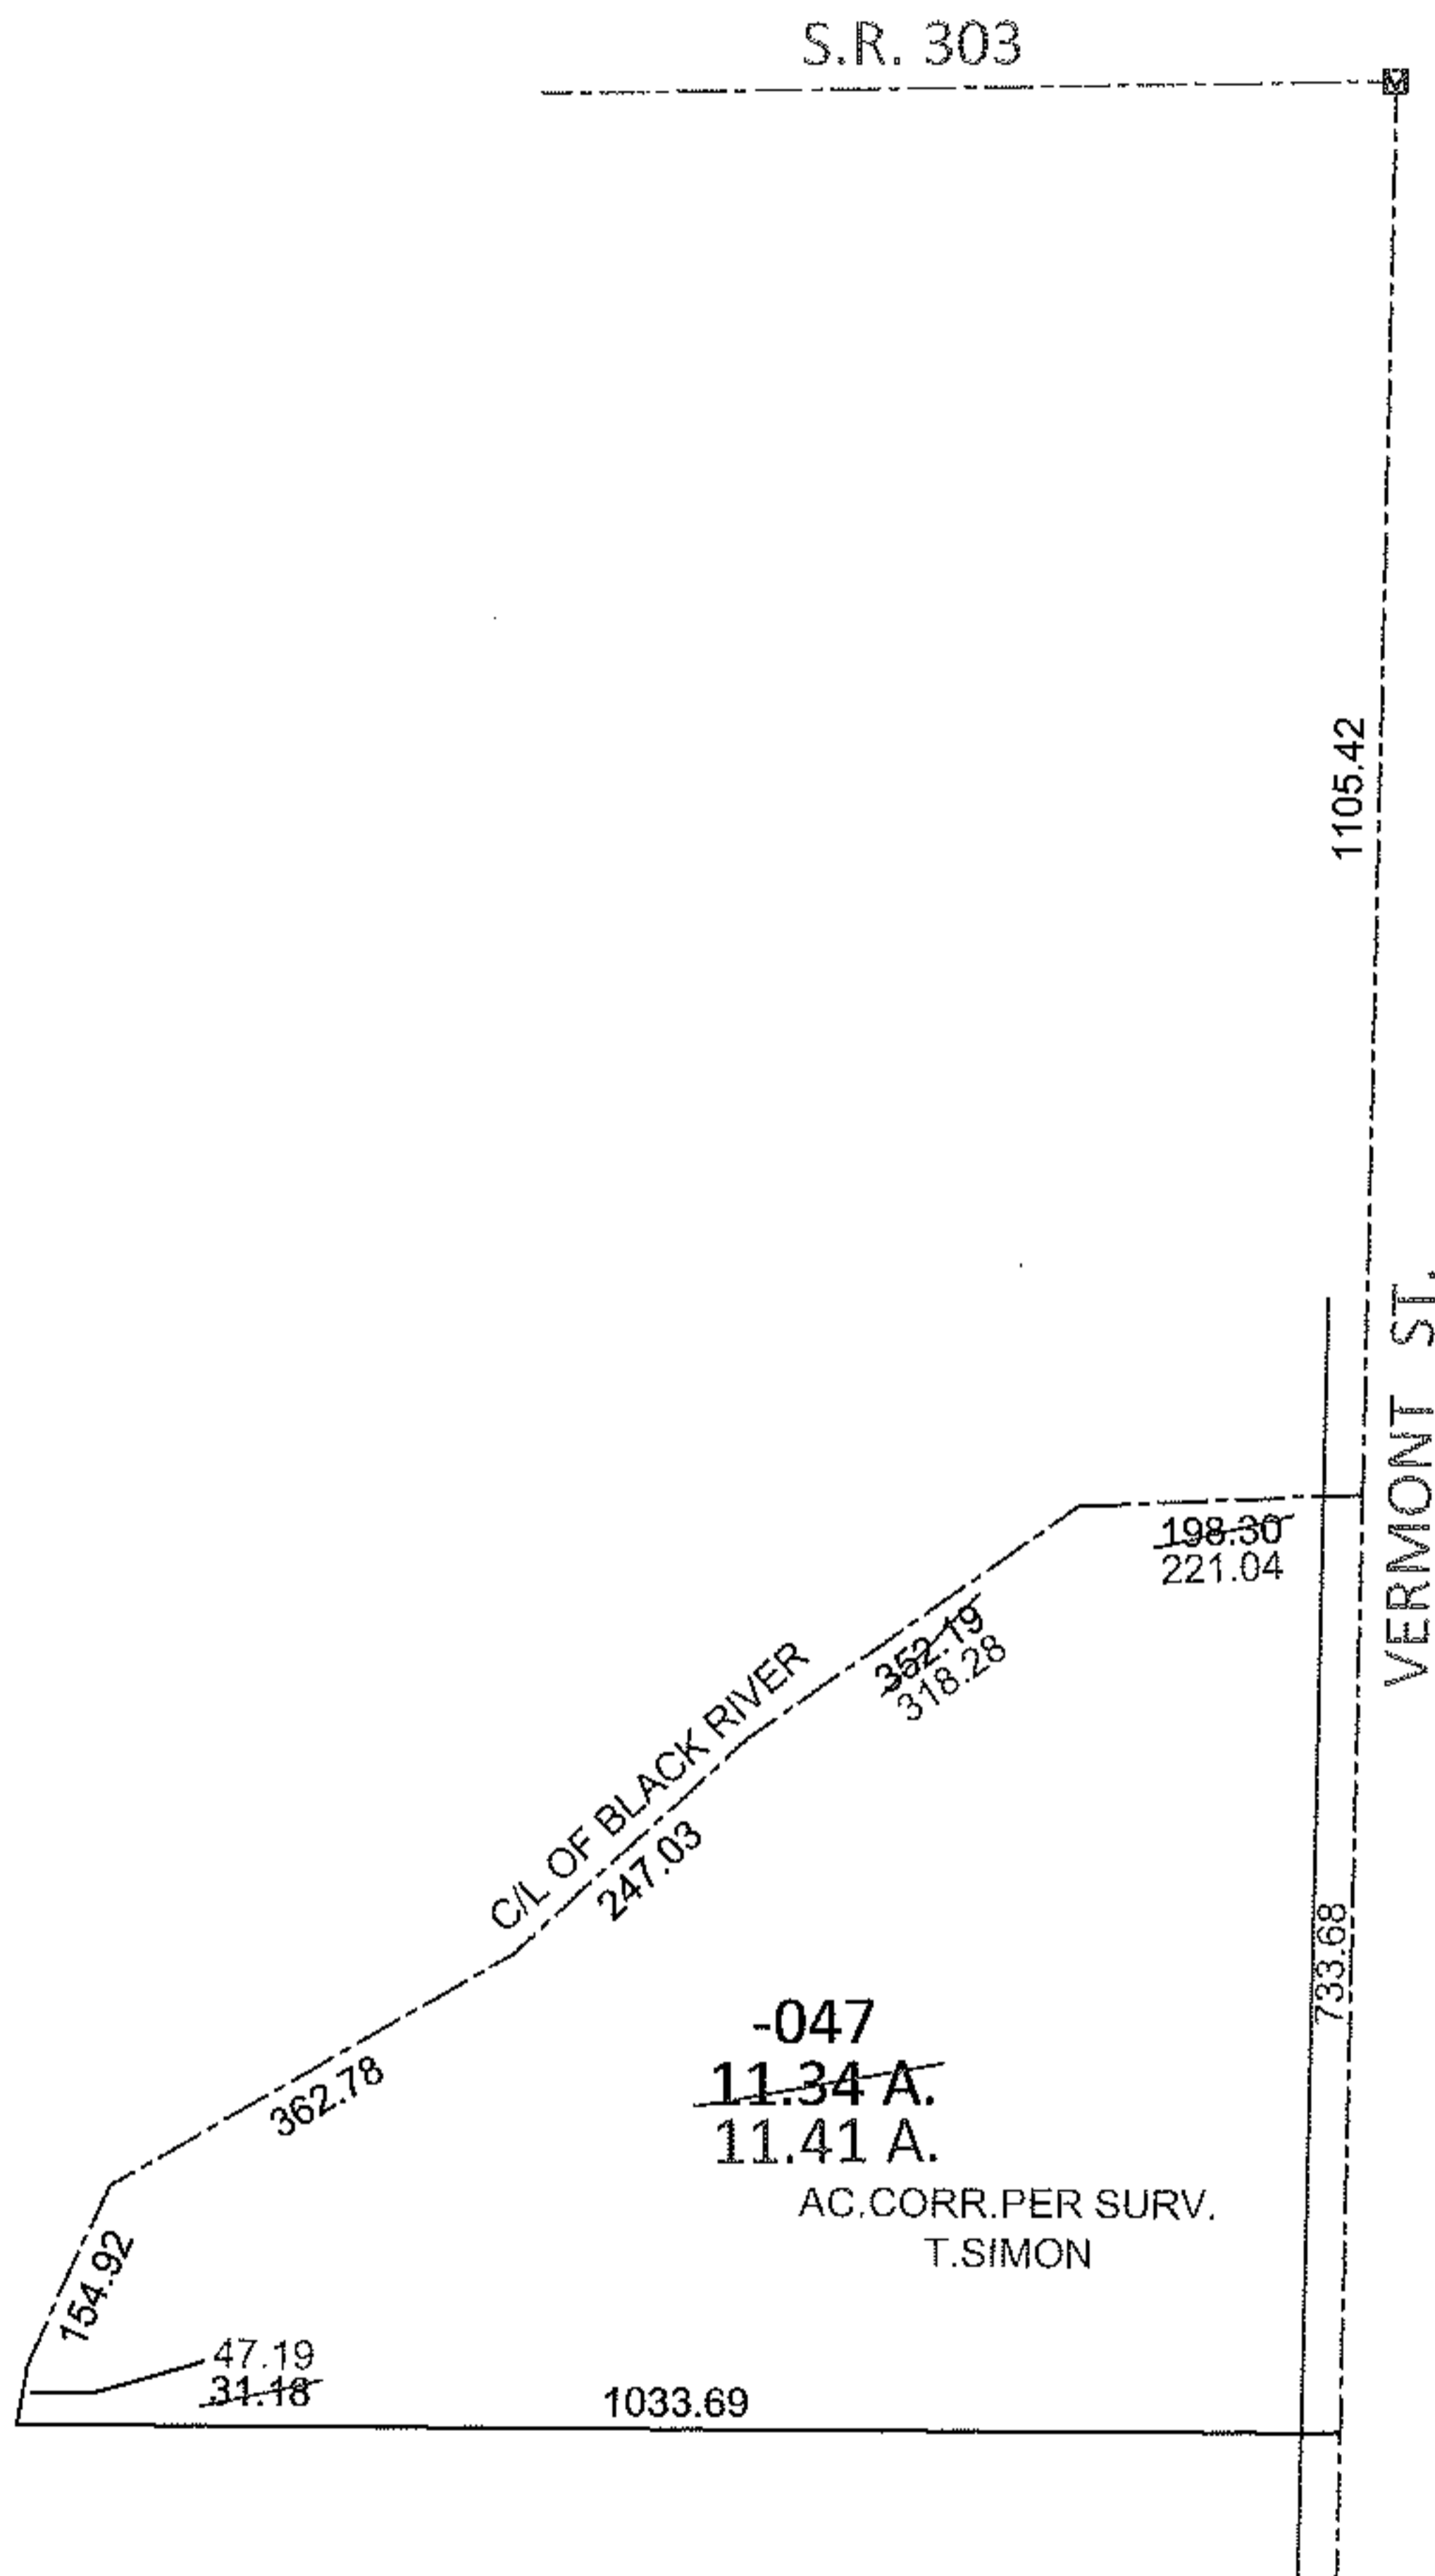 S.R. 303
1105.42
VERMONT ST.
198.30
221.04
352.19
318.28
C/L OF BLACK RIVER
247.03
733.68
-047
11.34 A.
11.41 A.
362.78
AC.CORR.PER SURV.
T.SIMON
154.92
47.19
31.18
1033.69